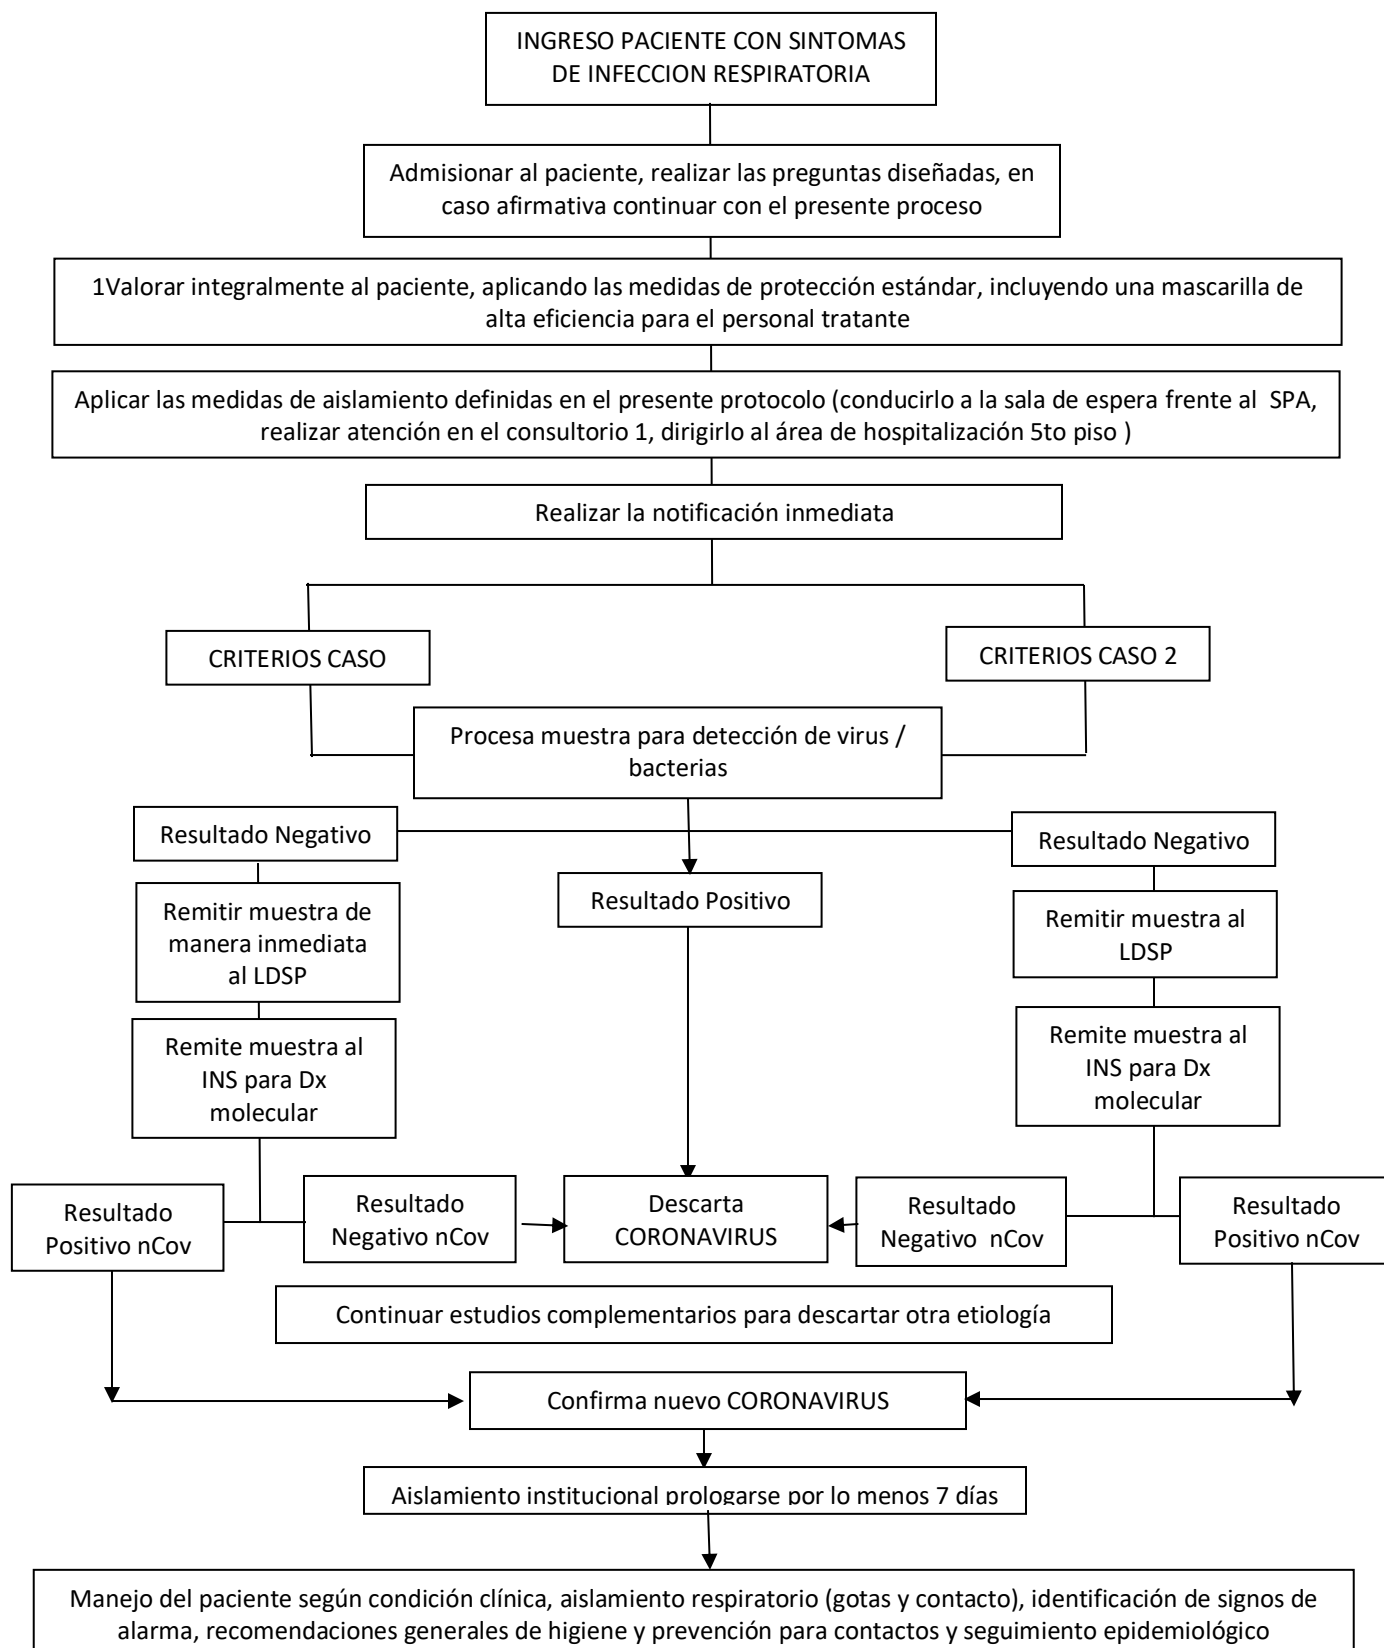 INGRESO PACIENTE CON SINTOMAS
DE INFECCION RESPIRATORIA
Admisionar al paciente, realizar las preguntas diseñadas, en
caso afirmativa continuar con el presente proceso
1Valorar integralmente al paciente, aplicando las medidas de protección estándar, incluyendo una mascarilla de
alta eficiencia para el personal tratante
Aplicar las medidas de aislamiento definidas en el presente protocolo (conducirlo a la sala de espera frente al  SPA,
realizar atención en el consultorio 1, dirigirlo al área de hospitalización 5to piso )
Realizar la notificación inmediata
CRITERIOS CASO
CRITERIOS CASO 2
Procesa muestra para detección de virus /
bacterias
Resultado Negativo
Remitir muestra de
manera inmediata
al LDSP
Remite muestra al
INS para Dx
molecular
Resultado Positivo
Resultado Negativo
Remitir muestra al
LDSP
Remite muestra al
INS para Dx
molecular
Resultado
Positivo nCov
Resultado
Negativo nCov
Descarta
CORONAVIRUS
Resultado
Negativo  nCov
Resultado
Positivo nCov
Continuar estudios complementarios para descartar otra etiología
Confirma nuevo CORONAVIRUS
Aislamiento institucional prologarse por lo menos 7 días
Manejo del paciente según condición clínica, aislamiento respiratorio (gotas y contacto), identificación de signos de
alarma, recomendaciones generales de higiene y prevención para contactos y seguimiento epidemiológico